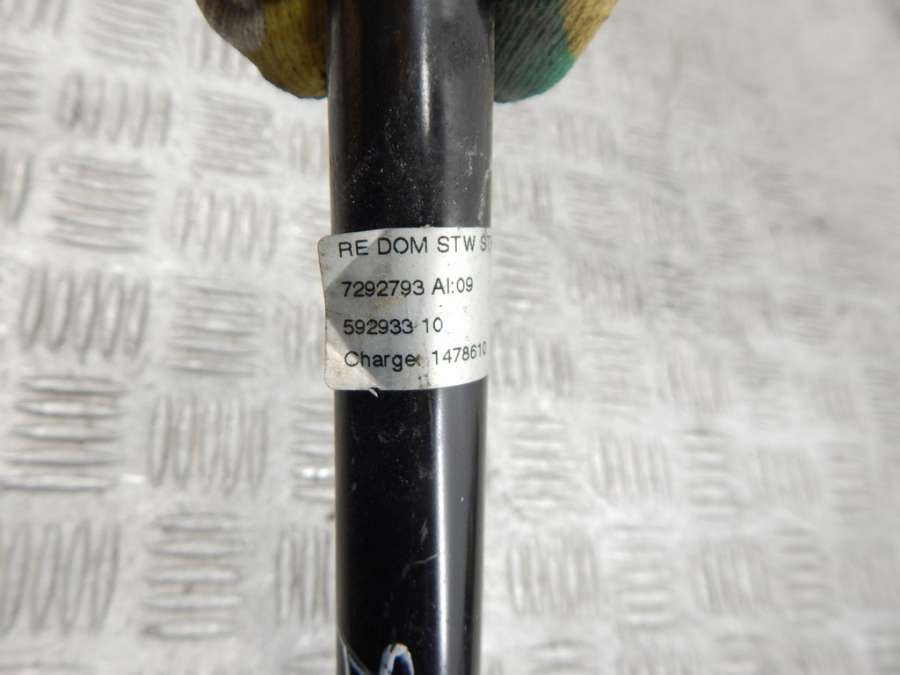 RE DOM STW
7292793 AI:09
592933 10
Charge: 1478610